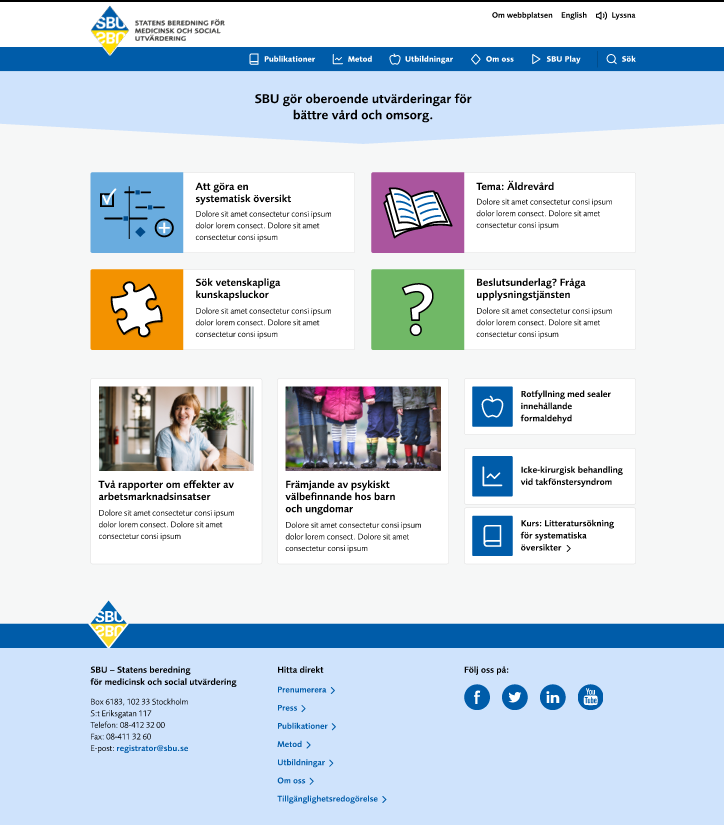 SBU
STATENS BEREDNING FÖR
MEDICINSK OCH SOCIAL
UTVÄRDERING
Om webbplatsen English Lyssna
Publikationer Metod Utbildningar Om oss SBU Play Sök
SBU gör oberoende utvärderingar för
bättre vård och omsorg.
Att göra en
systematisk översikt
Dolore sit amet consectetur consi ipsum
dolor lorem consect. Dolore sit amet
consectetur consi ipsum
Tema: Äldrevård
Dolore sit amet consectetur consi ipsum
dolor lorem consect. Dolore sit amet
consectetur consi ipsum
Sök vetenskapliga
kunskapsluckor
Dolore sit amet consectetur consi ipsum
dolor lorem consect. Dolore sit amet
consectetur consi ipsum
Beslutsunderlag? Fråga
upplysningstjänsten
Dolore sit amet consectetur consi ipsum
dolor lorem consect. Dolore sit amet
consectetur consi ipsum
Två rapporter om effekter av
arbetsmarknadsinsatser
Dolore sit amet consectetur consi ipsum
dolor lorem consect. Dolore sit amet
consectetur consi ipsum
Främjande av psykiskt
välbefinnande hos barn
och ungdomar
Dolore sit amet consectetur consi ipsum
dolor lorem consect. Dolore sit amet
consectetur consi ipsum
Rotfyllning med sealer
innehållande
formaldehyd
Icke-kirurgisk behandling
vid takfönstersyndrom
Kurs: Litteratursökning
för systematiska
översikter
SBU
SBU – Statens beredning
för medicinsk och social utvärdering
Box 6183, 102 33 Stockholm
S:t Eriksgatan 117
Telefon: 08-412 32 00
Fax: 08-411 32 60
E-post: registrator@sbu.se
Hitta direkt
Prenumerera
Press
Publikationer
Metod
Utbildningar
Om oss
Tillgänglighetsredogörelse
Följ oss på:
f
in
You
Tube